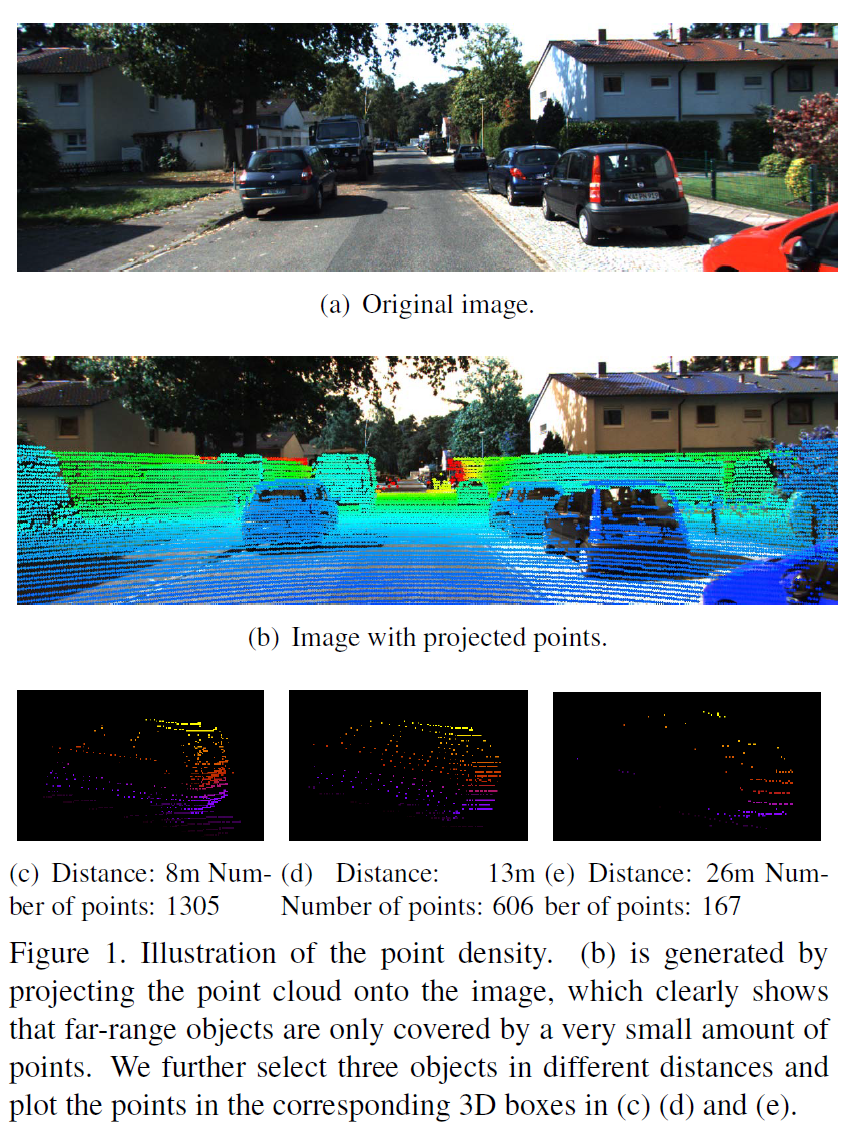 (a) Original image.
(b) Image with projected points.
(c) Distance: 8m Num-
ber of points: 1305
(d) Distance: 13m
Number of points: 606
(e) Distance: 26m Num-
ber of points: 167
Figure 1. Illustration of the point density. (b) is generated by
projecting the point cloud onto the image, which clearly shows
that far-range objects are only covered by a very small amount of
points. We further select three objects in different distances and
plot the points in the corresponding 3D boxes in (c) (d) and (e).